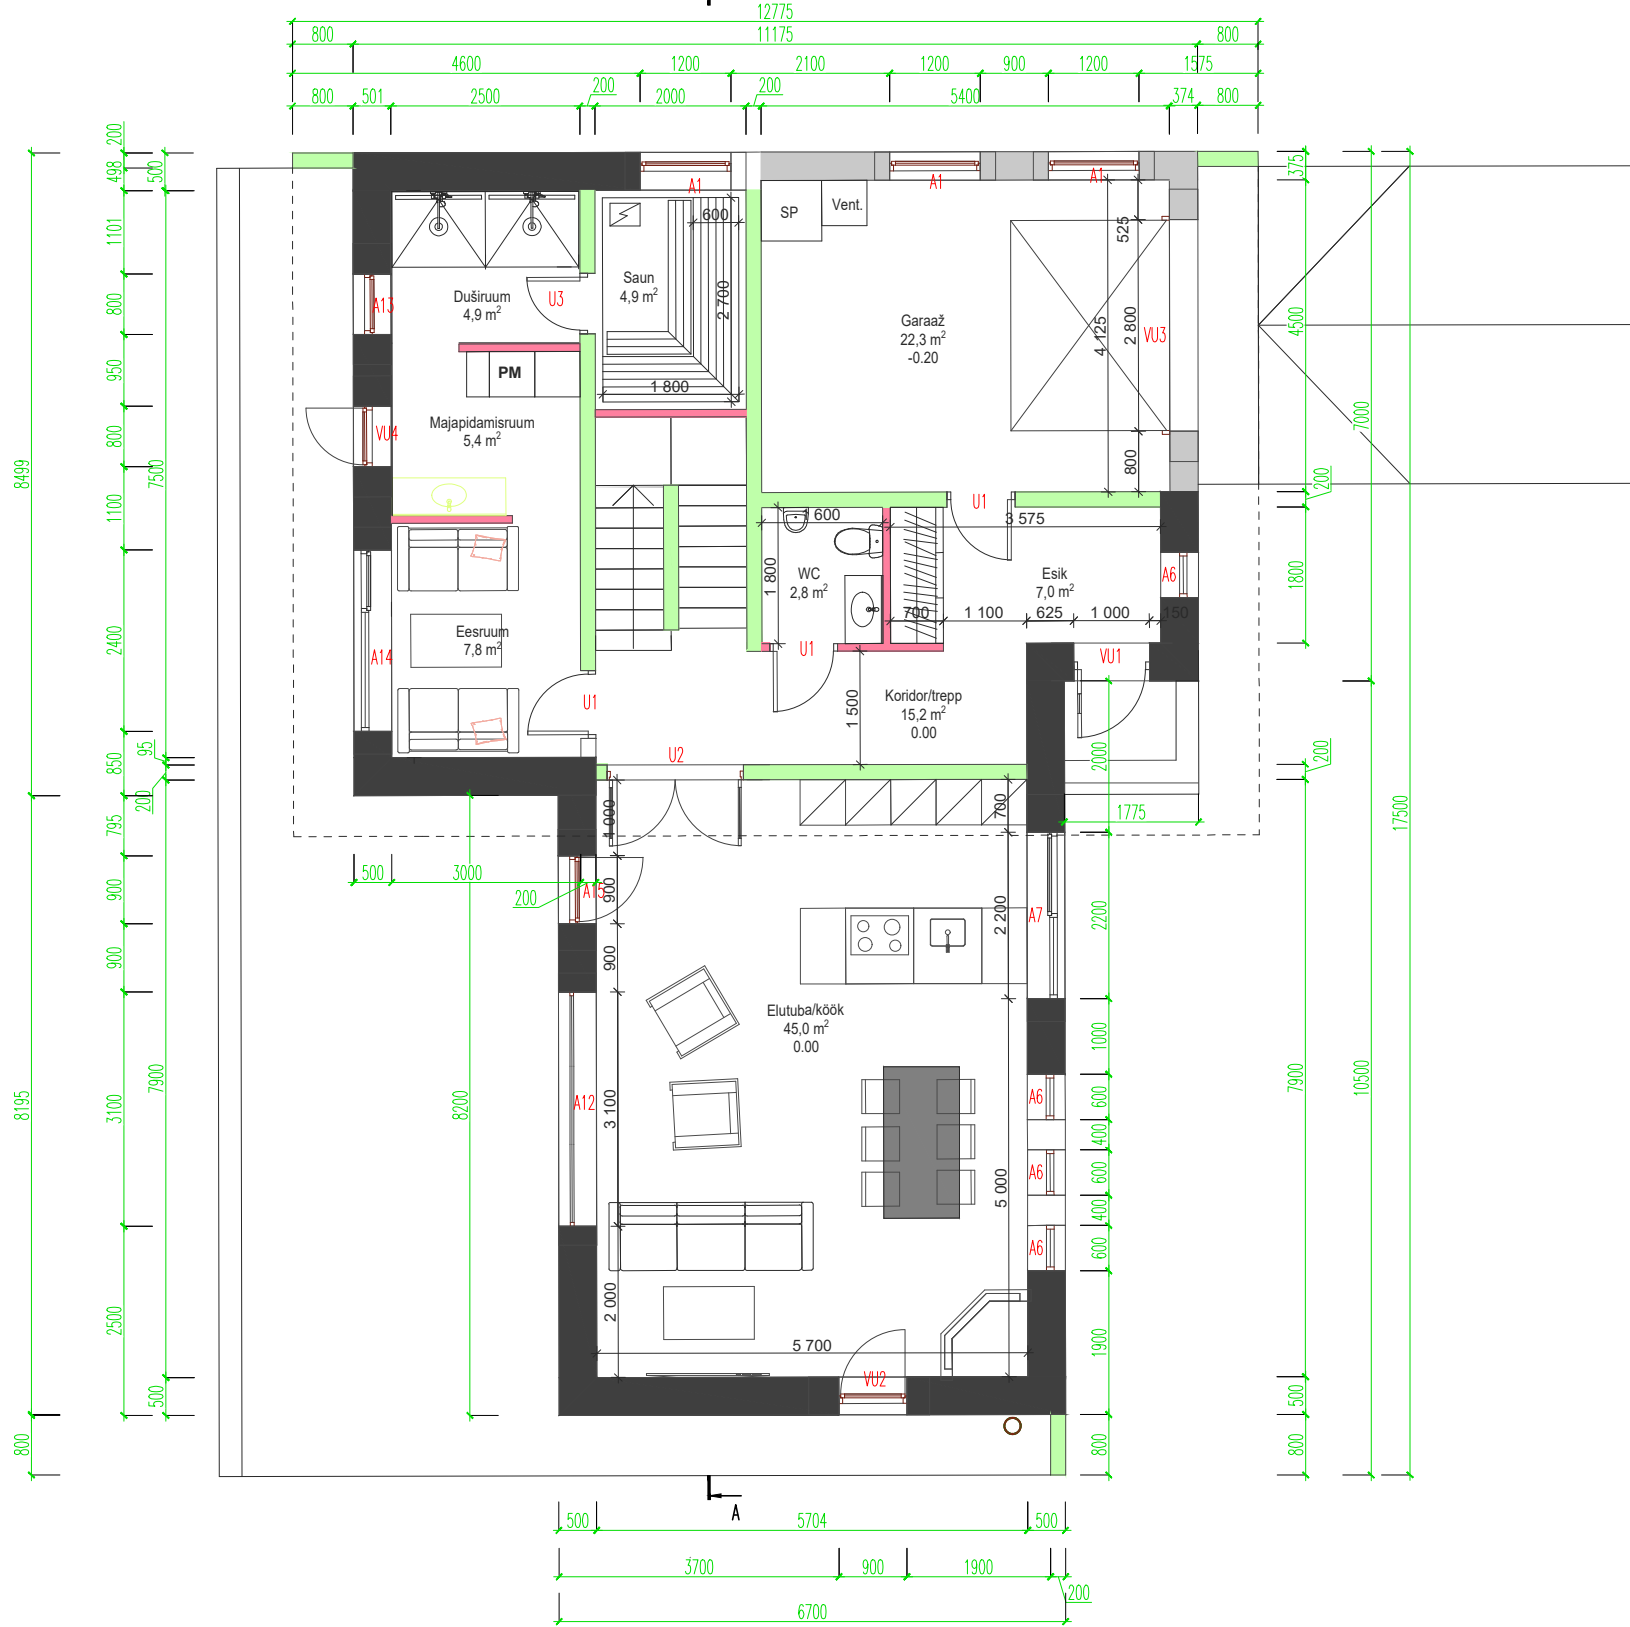 12775
800
11175
800
4600
1200
2100
1200
900
1200
1575
800
501
2500
200
2000
200
5400
374
800
200
498
500
1101
800
950
800
1100
2400
850
95
200
795
900
900
3100
2500
500
8499
7500
8195
7900
8200
800
375
4500
200
7000
1800
200
17500
10500
7900
500
800
2000
1775
2200
1000
600
400
600
400
600
1900
800
A1
A1
A1
SP
Vent.
600
525
Saun
4,9 m²
2 700
1 800
Duširuum
4,9 m²
U3
A13
PM
VU4
Majapidamisruum
5,4 m²
Garaaž
22,3 m²
-0.20
4 125
2 800
VU3
800
U1
1 600
3 575
WC
2,8 m²
1 800
Esik
7,0 m²
A6
700
1 100
625
1 000
150
Eesruum
7,8 m²
A14
U1
U1
VU1
Koridor/trepp
15,2 m²
0.00
1 500
U2
1 000
700
500
3000
200
A15
900
900
2 200
A7
Elutuba/köök
45,0 m²
0.00
A12
3 100
A6
A6
A6
5 000
2 000
5 700
VU2
A
500
5704
500
3700
900
1900
200
6700